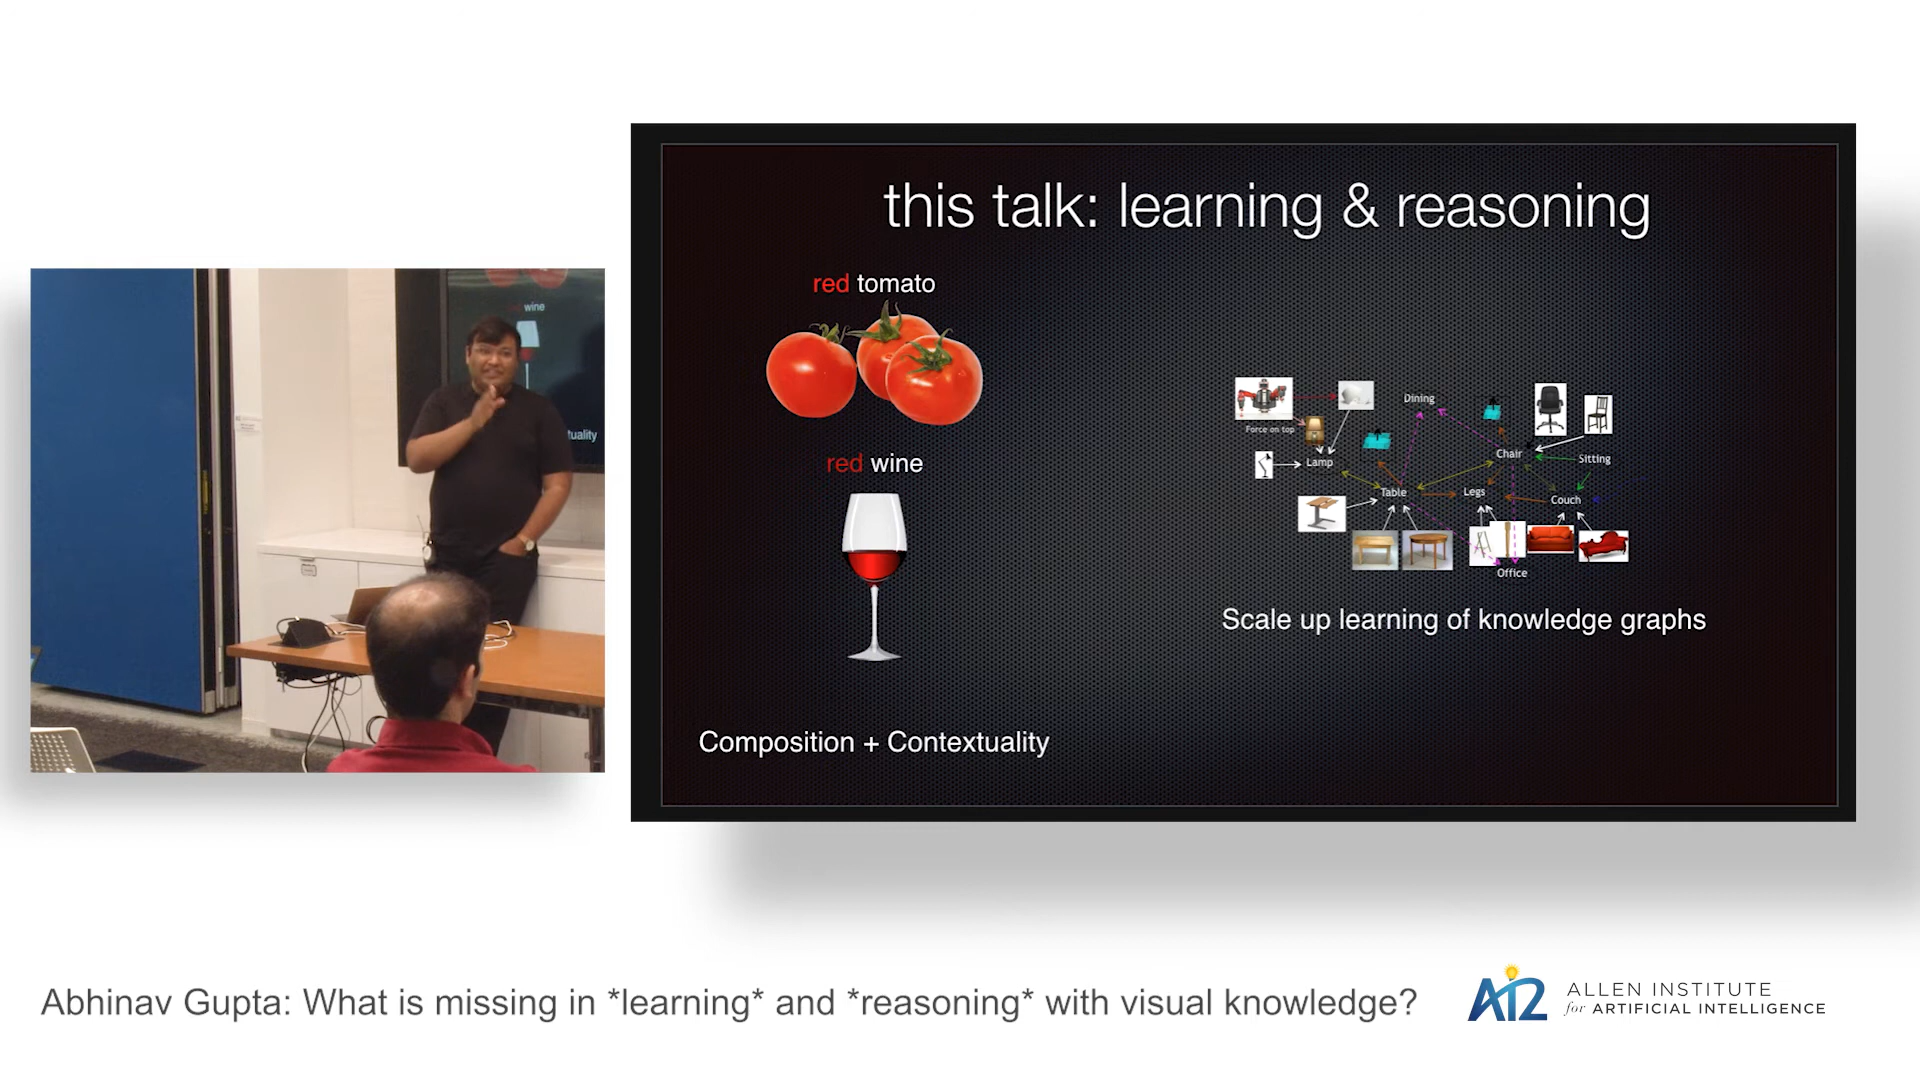 this talk: learning & reasoning
red tomato
red wine
Composition + Contextuality
Force on top
Dining
Lamp
Chair
Sitting
Table
Legs
Couch
Office
Scale up learning of knowledge graphs
wine
tuality
Abhinav Gupta: What is missing in *learning* and *reasoning* with visual knowledge?
AI2
ALLEN INSTITUTE
for ARTIFICIAL INTELLIGENCE